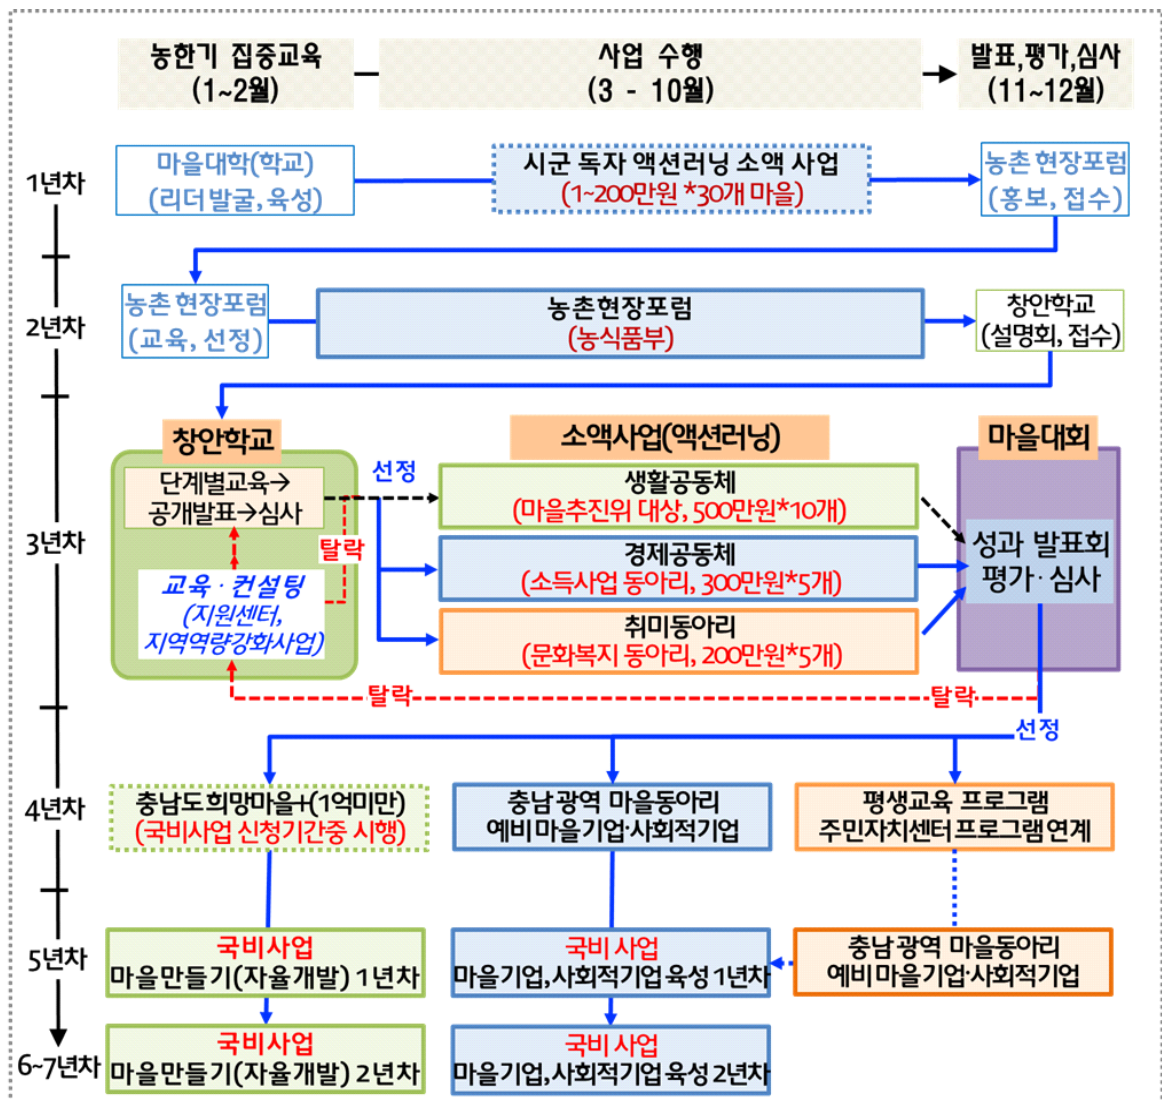 농한기 집중교육
(1~2월)
사업 수행
(3 - 10월)
발표,평가,심사
(11~12월)
1년차
마을대학(학교)
(리더 발굴, 육성)
시군 독자 액션러닝 소액 사업
(1~200만원 *30개 마을)
농촌 현장포럼
(홍보, 접수)
2년차
농촌 현장포럼
(교육, 선정)
농촌현장포럼
(농식품부)
창안학교
(설명회, 접수)
3년차
창안학교
단계별교육→
공개발표→심사
교육·컨설팅
(지원센터,
지역역량강화사업)
선정
탈락
소액사업(액션러닝)
생활공동체
(마을추진위 대상, 500만원*10개)
경제공동체
(소득사업 동아리, 300만원*5개)
취미동아리
(문화복지 동아리, 200만원*5개)
마을대회
성과 발표회
평가·심사
탈락
탈락
선정
4년차
충남도희망마을+(1억미만)
(국비사업 신청기간중 시행)
충남 광역 마을동아리
예비 마을기업·사회적기업
평생교육 프로그램
주민자치센터 프로그램 연계
5년차
국비사업
마을만들기(자율개발) 1년차
국비 사업
마을기업,사회적기업 육성 1년차
충남 광역 마을동아리
예비 마을기업·사회적기업
6~7년차
국비사업
마을만들기(자율개발) 2년차
국비 사업
마을기업,사회적기업 육성 2년차